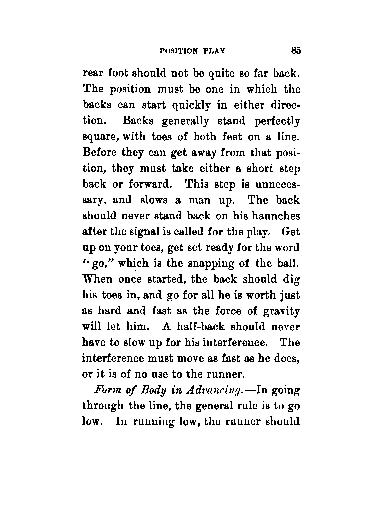 POSITION PLAY 65
rear foot should not be quite so far back.
The position must be one in which the
backs can start quickly in either direc-
tion. Backs generally stand perfectly
square, with toes of both feet on a line.
Before they can get away from that posi-
tion, they must take either a short step
back or forward. This step is unneces-
sary, and slows a man up. The back
should never stand back on his haunches
after the signal is called for the play. Get
up on your toes, get set ready for the word
"go," which is the snapping of the ball.
When once started, the back should dig
his toes in, and go for all he is worth just
as hard and fast as the force of gravity
will let him. A half-back should never
have to slow up for his interference. The
interference must move as fast as he does,
or it is of no use to the runner.
Form of Body in Advancing.—In going
through the line, the general rule is to go
low. In running low, the runner should